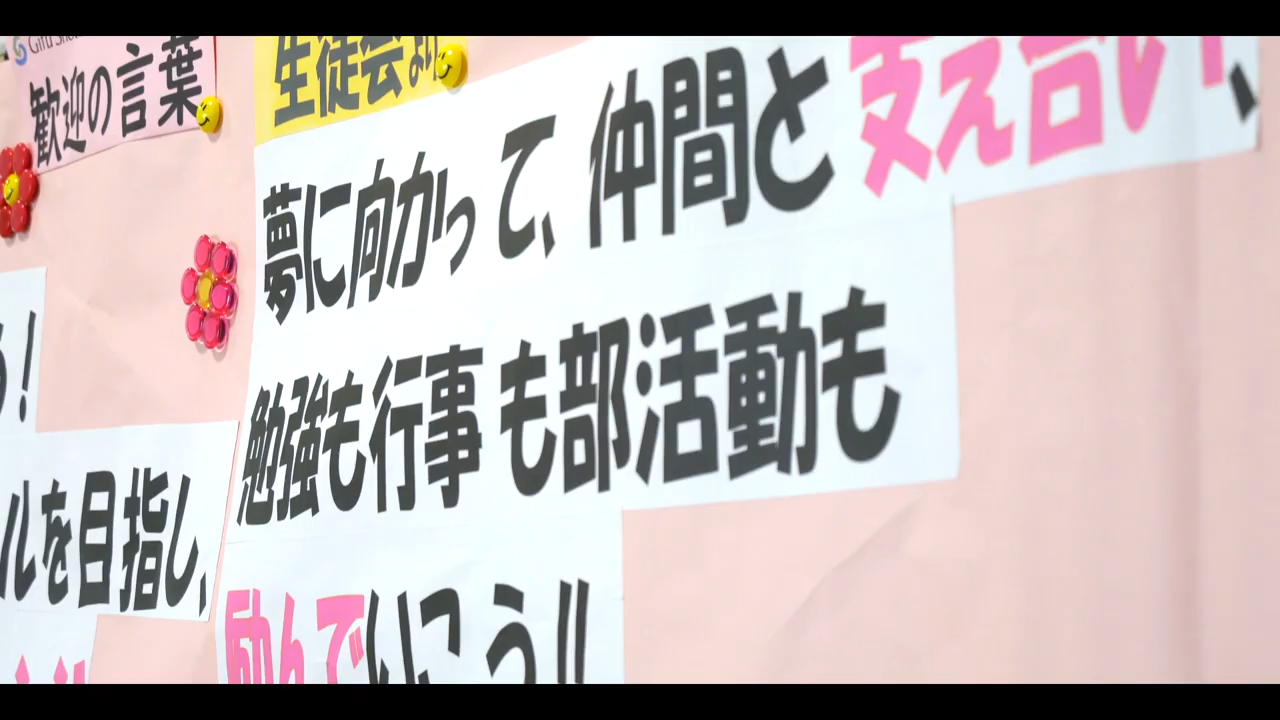 歓迎の言葉
生徒会より
夢に向かって、仲間と支え合い、
勉強も行事も部活動も
励んでいこう!!
う!
ルを目指し、